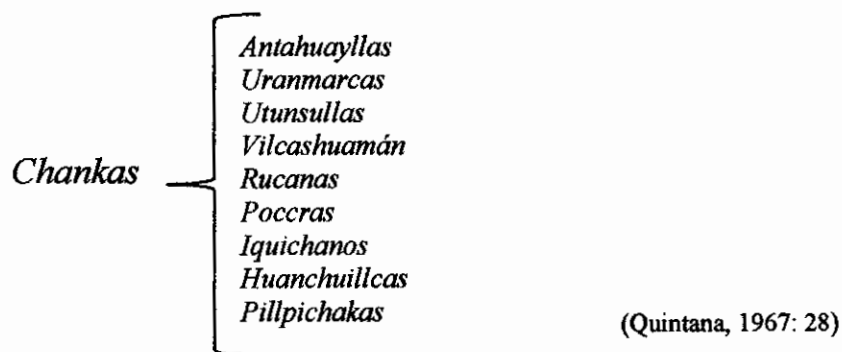 Antahuayllas
Uranmarcas
Utunsullas
Vilcashuamán
Chankas
Rucanas
Poccras
Iquichanos
Huanchuillcas
Pillpichakas
(Quintana, 1967: 28)